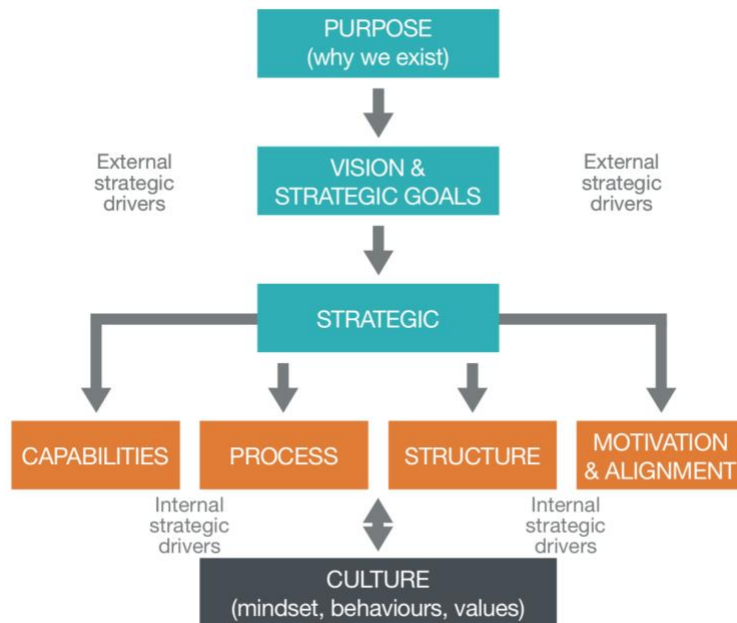 PURPOSE
(why we exist)
External
strategic
drivers
VISION &
STRATEGIC GOALS
External
strategic
drivers
STRATEGIC
CAPABILITIES
PROCESS
STRUCTURE
MOTIVATION
& ALIGNMENT
Internal
strategic
drivers
Internal
strategic
drivers
CULTURE
(mindset, behaviours, values)